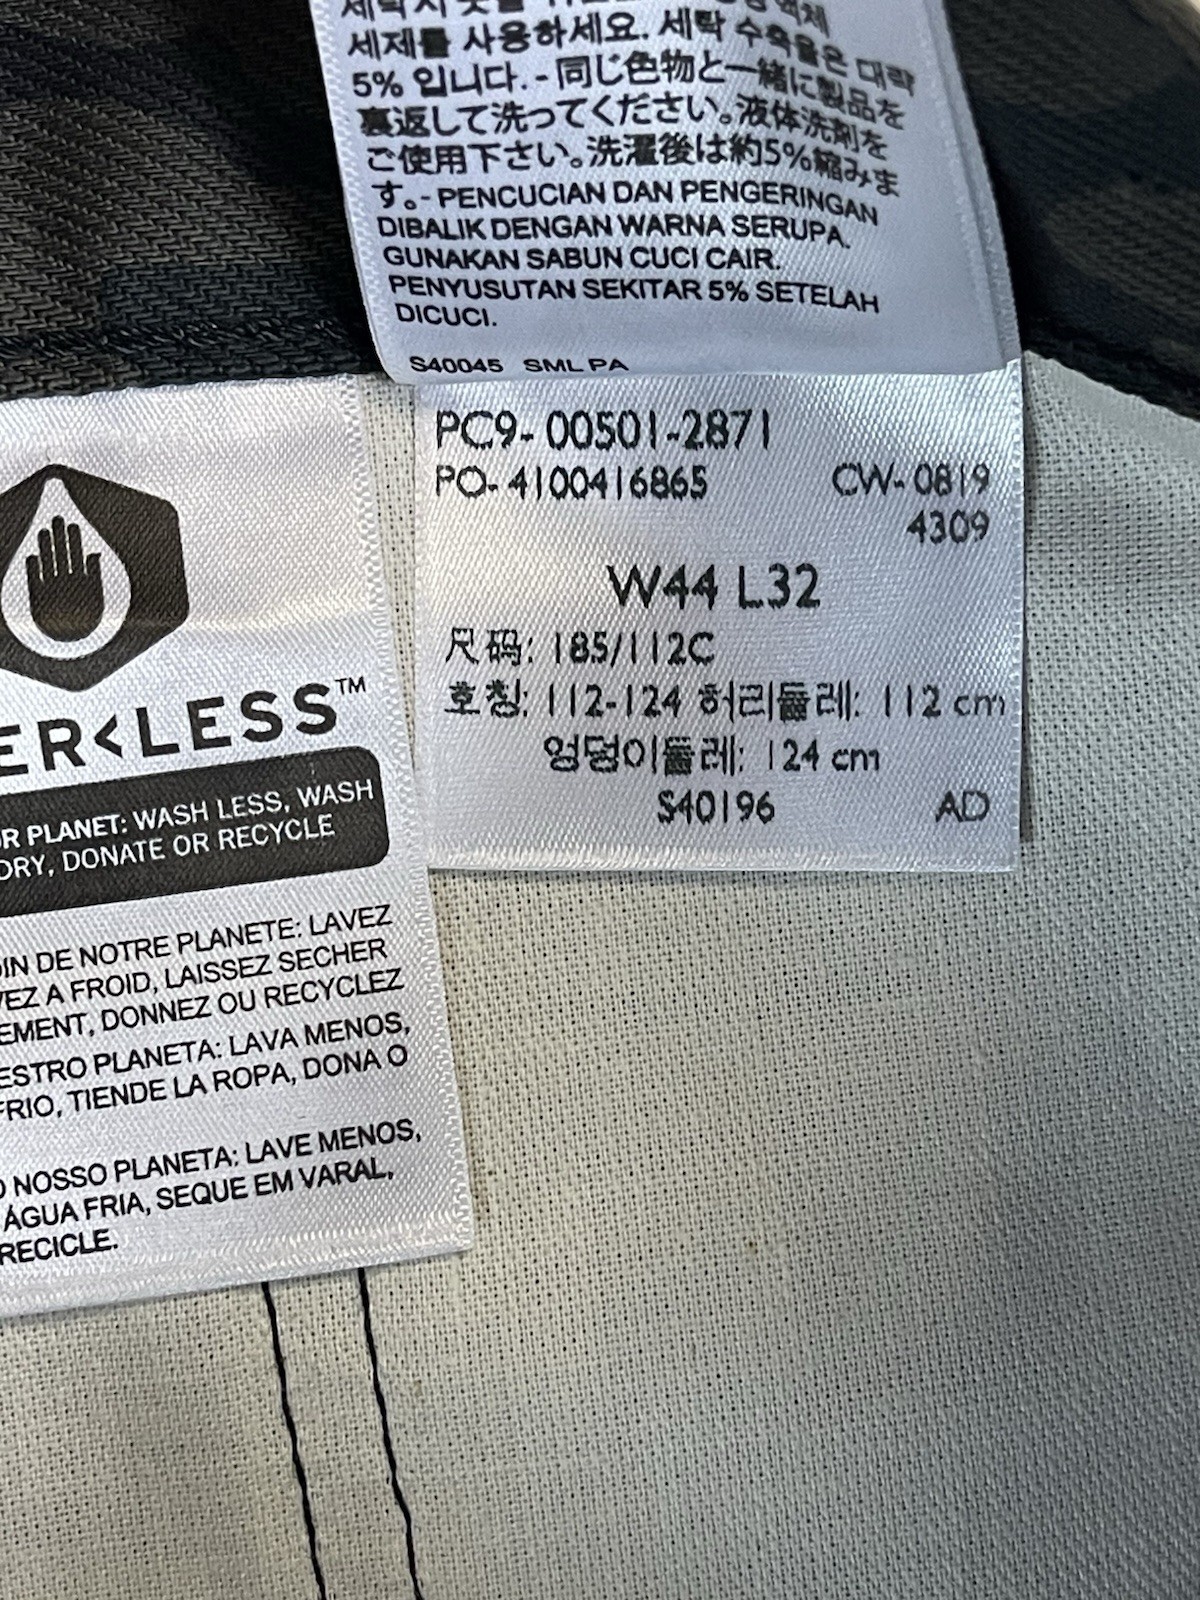 세제를 사용하세요. 세탁 수축율은 대략
5% 입니다. - 同じ色物と一緒に製品を
裏返して洗ってください。液体洗剤を
ご使用下さい。洗濯後は約5%縮みま
す。- PENCUCIAN DAN PENGERINGAN
DIBALIK DENGAN WARNA SERUPA.
GUNAKAN SABUN CUCI CAIR.
PENYUSUTAN SEKITAR 5% SETELAH
DICUCI.
S40045 SML PA
PC9-00501-2871
PO-4100416865 CW-0819
4309
W44 L32
尺码: 185/112C
호칭: 112-124 허리둘레: 112 cm
엉덩이둘레: 124 cm
S40196 AD
ER<LESS™
R PLANET: WASH LESS, WASH
DRY, DONATE OR RECYCLE
IN DE NOTRE PLANETE: LAVEZ
VEZ A FROID, LAISSEZ SECHER
EMENT, DONNEZ OU RECYCLEZ
ESTRO PLANETA: LAVA MENOS,
FRIO, TIENDE LA ROPA, DONA O
O NOSSO PLANETA: LAVE MENOS,
ÁGUA FRIA, SEQUE EM VARAL,
RECICLE.